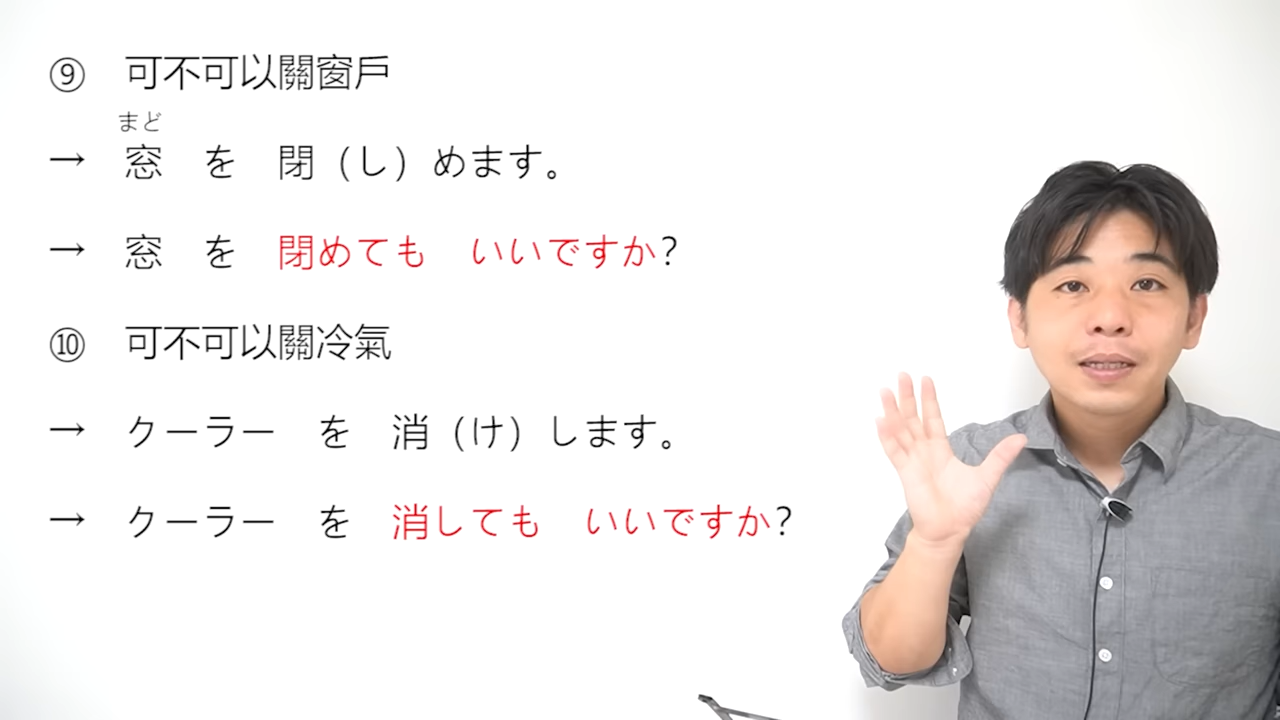 ⑨ 可不可以關窗戶
まど
→ 窓 を 閉（し）めます。
→ 窓 を 閉めても いいですか？
⑩ 可不可以關冷氣
→ クーラー を 消（け）します。
→ クーラー を 消しても いいですか？